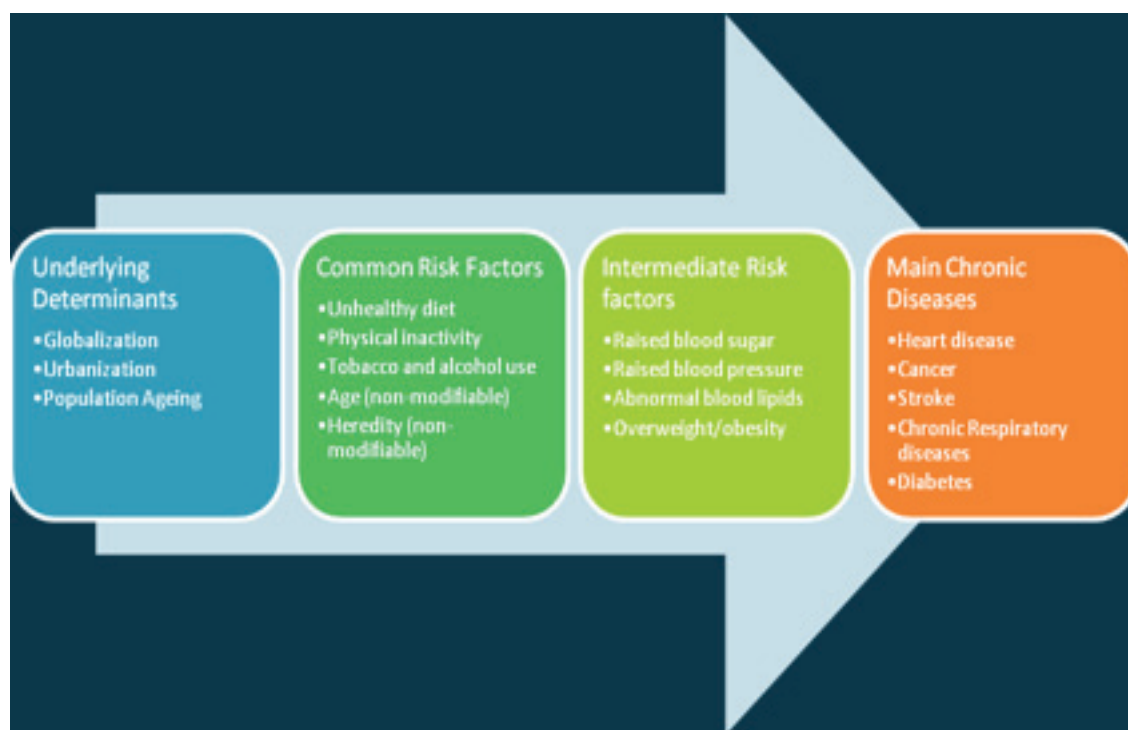 Underlying
Determinants
•Globalization
•Urbanization
•Population Ageing
Common Risk Factors
•Unhealthy diet
•Physical inactivity
•Tobacco and alcohol use
•Age (non-modifiable)
•Heredity (non-
modifiable)
Intermediate Risk
factors
•Raised blood sugar
•Raised blood pressure
•Abnormal blood lipids
•Overweight/obesity
Main Chronic
Diseases
•Heart disease
•Cancer
•Stroke
•Chronic Respiratory
diseases
•Diabetes